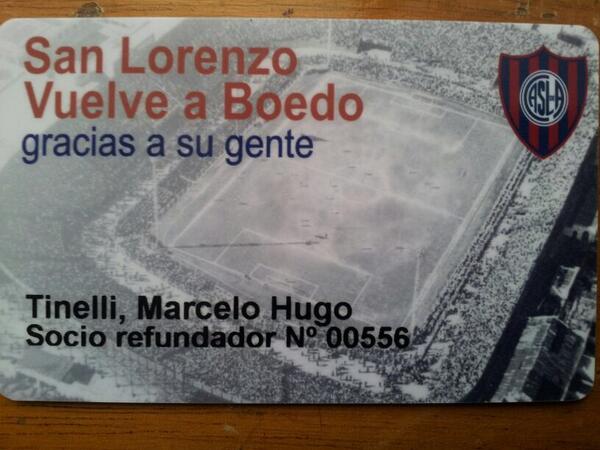 San Lorenzo
Vuelve a Boedo
gracias a su gente
CASLA
Tinelli, Marcelo Hugo
Socio refundador Nº 00556